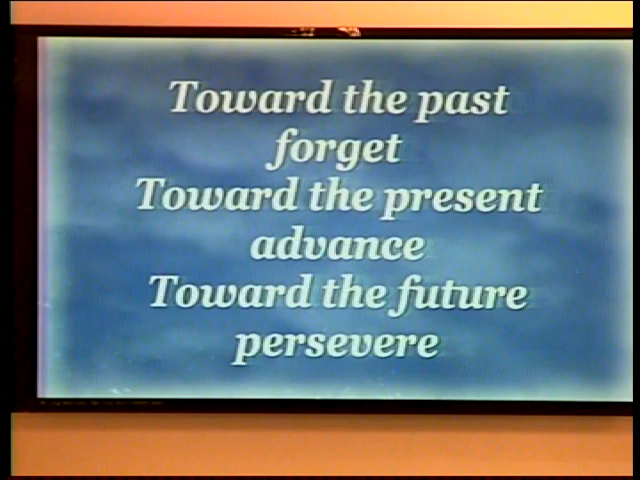 Toward the past
forget
Toward the present
advance
Toward the future
persevere